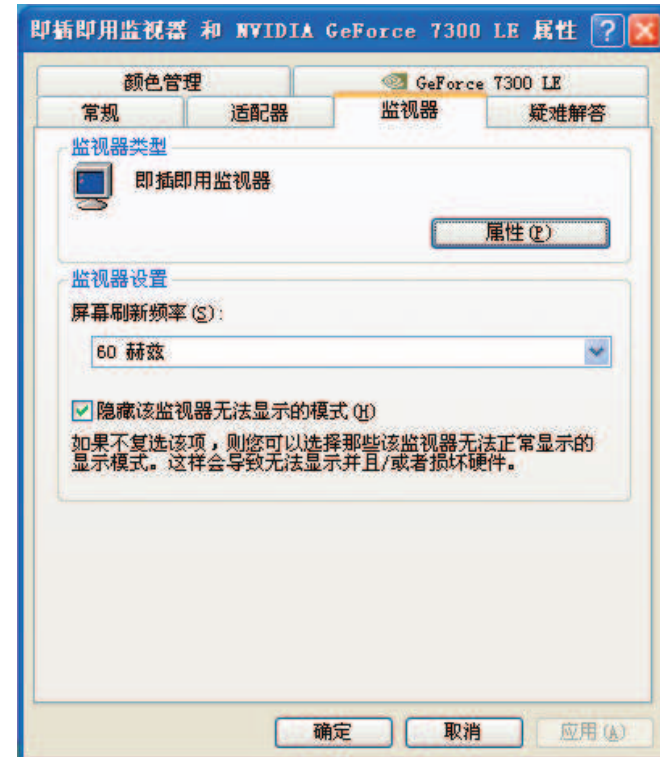 即插即用监视器 和 NVIDIA GeForce 7300 LE 属性
颜色管理
GeForce 7300 LE
常规
适配器
监视器
疑难解答
监视器类型
即插即用监视器
属性(P)
监视器设置
屏幕刷新频率(S):
60 赫兹
隐藏该监视器无法显示的模式(H)
如果不复选该项，则您可以选择那些该监视器无法正常显示的
显示模式。这样会导致无法显示并且/或者损坏硬件。
确定
取消
应用(A)